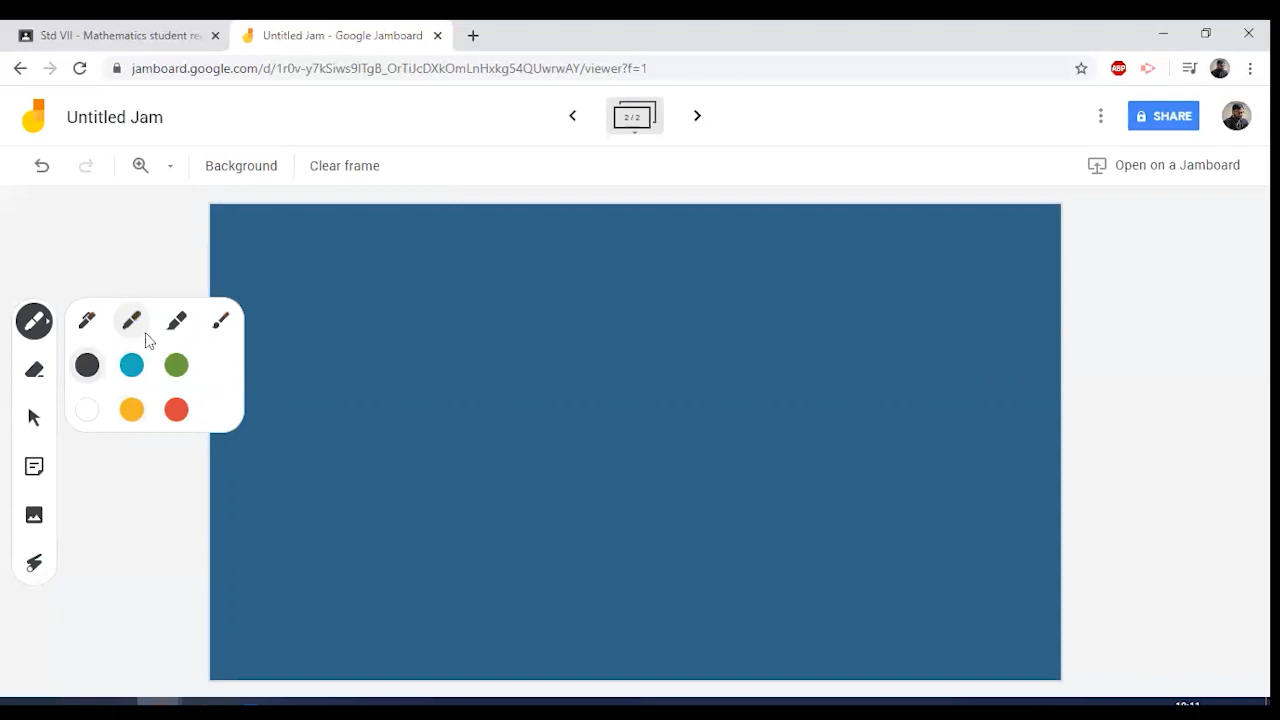 Std VII - Mathematics student re
Untitled Jam - Google Jamboard
jamboard.google.com/d/1r0v-y7kSiws9lTgB_OrTiJcDXkOmLnHxkg54QUwrwAY/viewer?f=1
ABP
Untitled Jam
2 / 2
SHARE
Background
Clear frame
Open on a Jamboard